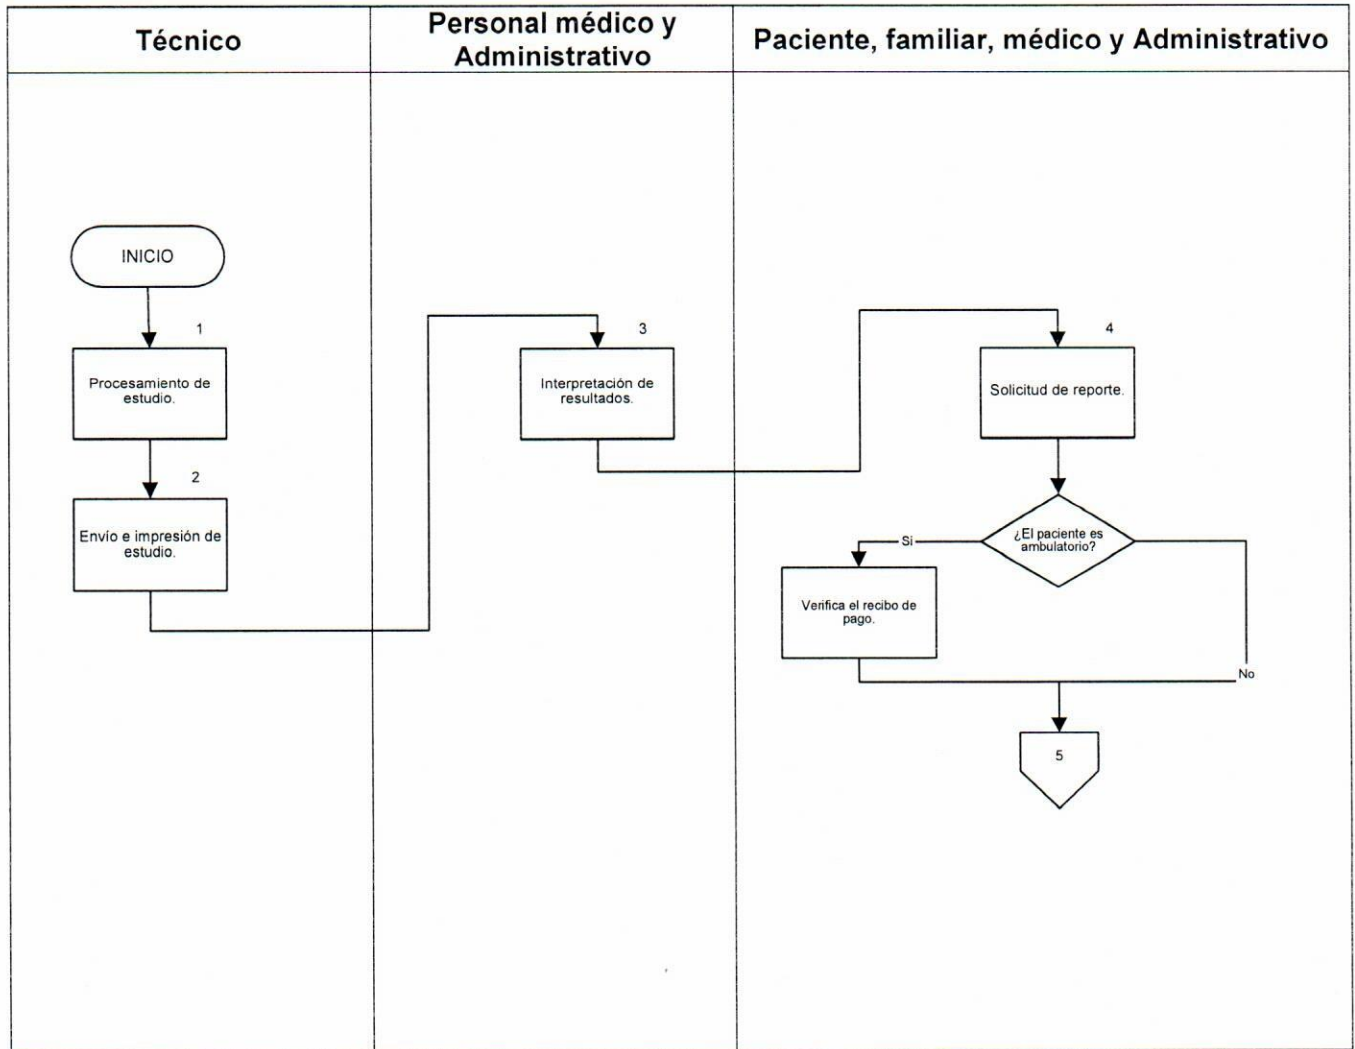 Técnico
Personal médico y
Administrativo
Paciente, familiar, médico y Administrativo
INICIO
1
Procesamiento de
estudio.
2
Envío e impresión de
estudio.
3
Interpretación de
resultados.
4
Solicitud de reporte.
¿El paciente es
ambulatorio?
Si
Verifica el recibo de
pago.
No
5